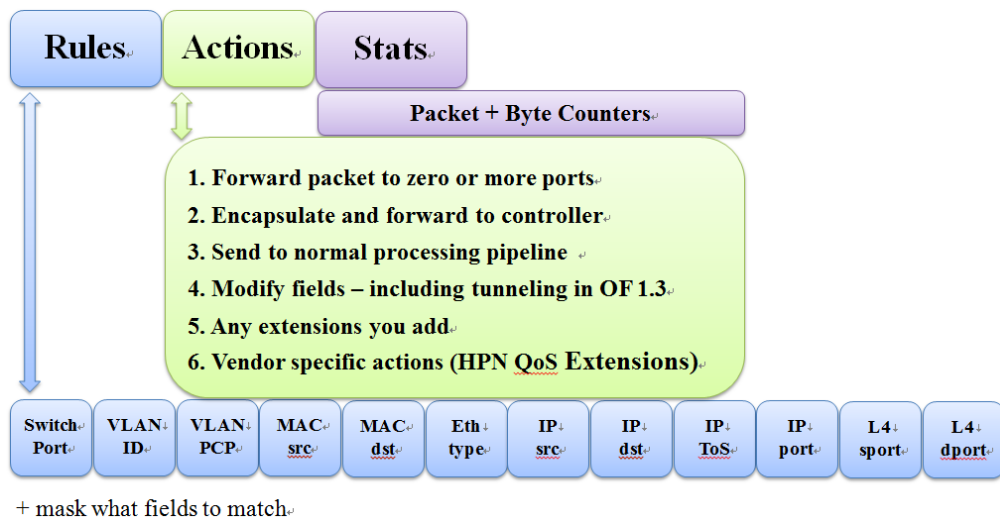 Rules
Actions
Stats
Packet + Byte Counters
1. Forward packet to zero or more ports
2. Encapsulate and forward to controller
3. Send to normal processing pipeline
4. Modify fields – including tunneling in OF 1.3
5. Any extensions you add
6. Vendor specific actions (HPN QoS Extensions)
Switch
Port
VLAN
ID
VLAN
PCP
MAC
src
MAC
dst
Eth
type
IP
src
IP
dst
IP
ToS
IP
port
L4
sport
L4
dport
+ mask what fields to match